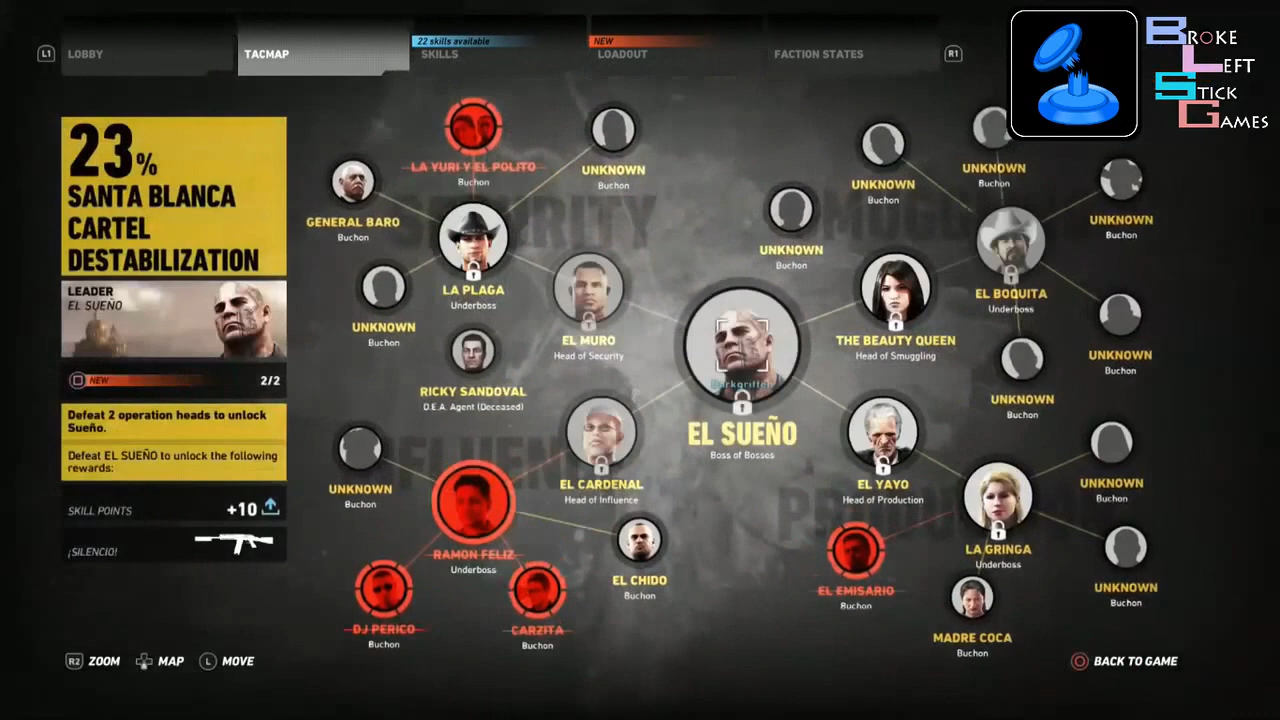 L1
LOBBY
TACMAP
22 skills available
SKILLS
NEW
LOADOUT
FACTION STATES
R1
BROKE
LEFT
STICK
GAMES
23%
SANTA BLANCA
CARTEL
DESTABILIZATION
LEADER
EL SUEÑO
NEW
2/2
Defeat 2 operation heads to unlock
Sueño.
Defeat EL SUEÑO to unlock the following
rewards:
SKILL POINTS
+10
¡SILENCIO!
LA YURI Y EL POLITO
Buchon
UNKNOWN
Buchon
GENERAL BARO
Buchon
LA PLAGA
Underboss
UNKNOWN
Buchon
EL MURO
Head of Security
RICKY SANDOVAL
D.E.A. Agent (Deceased)
UNKNOWN
Buchon
UNKNOWN
Buchon
UNKNOWN
Buchon
UNKNOWN
Buchon
EL BOQUITA
Underboss
THE BEAUTY QUEEN
Head of Smuggling
UNKNOWN
Buchon
UNKNOWN
Buchon
EL SUEÑO
Boss of Bosses
EL CARDENAL
Head of Influence
UNKNOWN
Buchon
RAMON FELIZ
Underboss
EL CHIDO
Buchon
DJ PERICO
Buchon
CARZITA
Buchon
EL YAYO
Head of Production
LA GRINGA
Underboss
UNKNOWN
Buchon
EL EMISARIO
Buchon
UNKNOWN
Buchon
MADRE COCA
Buchon
R2 ZOOM
MAP
L MOVE
BACK TO GAME